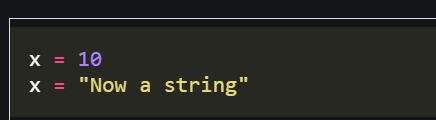 x = 10
x = "Now a string"